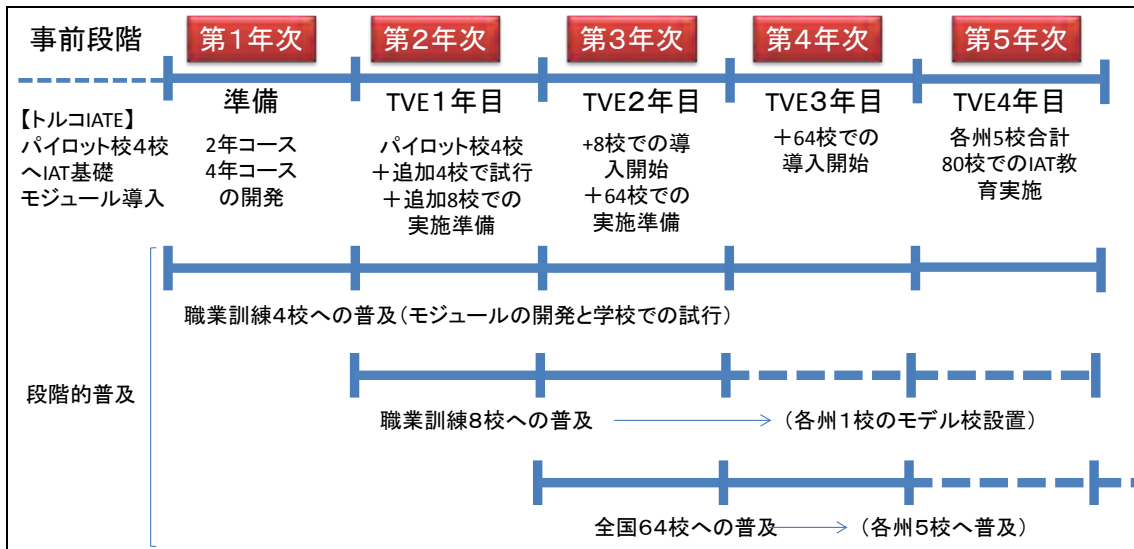 事前段階
第1年次
第2年次
第3年次
第4年次
第5年次
【トルコIATE】
パイロット校4校
へIAT基礎
モジュール導入
準備
2年コース
4年コース
の開発
TVE1年目
パイロット校4校
＋追加4校で試行
＋追加8校での
実施準備
TVE2年目
+8校での導
入開始
＋64校での
実施準備
TVE3年目
＋64校での
導入開始
TVE4年目
各州5校合計
80校でのIAT教
育実施
段階的普及
職業訓練4校への普及（モジュールの開発と学校での試行）
職業訓練8校への普及
（各州1校のモデル校設置）
全国64校への普及
（各州5校へ普及）